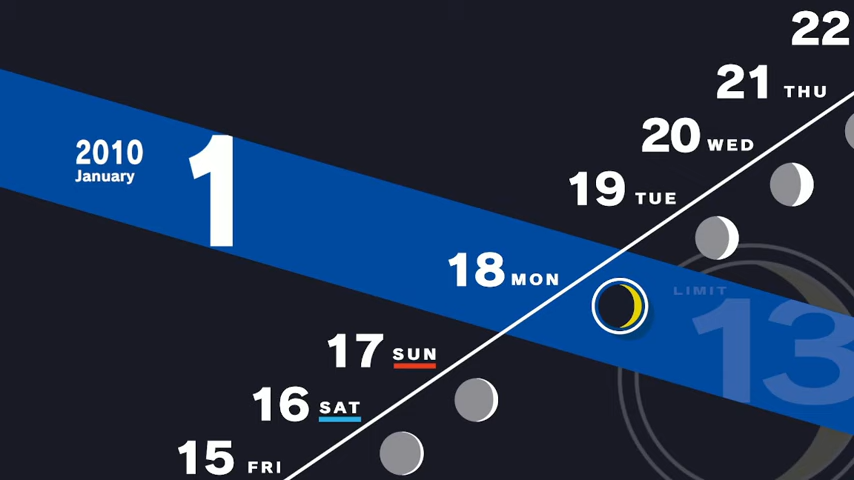 22
21 THU
20 WED
19 TUE
2010
January
1
18 MON
LIMIT
13
17 SUN
16 SAT
15 FRI